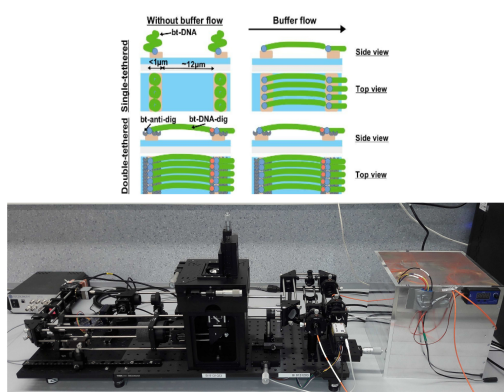 Without buffer flow
Buffer flow
bt-DNA
Side view
<1µm
~12µm
Single-tethered
Top view
bt-anti-dig
bt-DNA-dig
Side view
Double-tethered
Top view